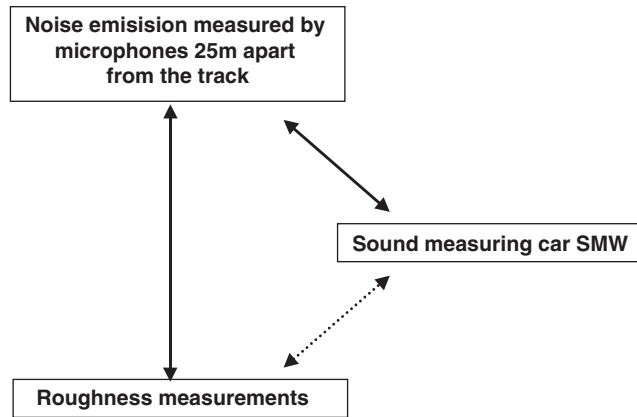 Noise emisision measured by
microphones 25m apart
from the track
Sound measuring car SMW
Roughness measurements